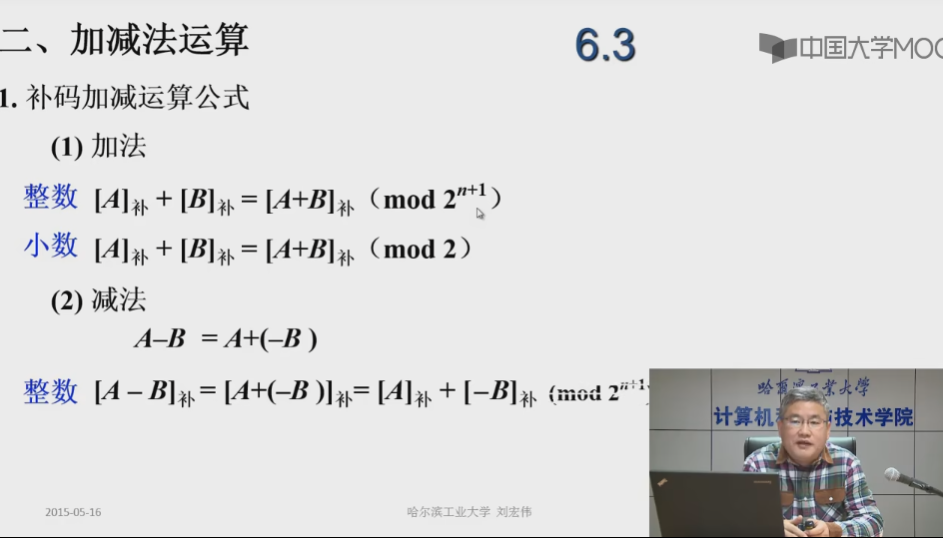 二、加减法运算
6.3
中国大学MOO
1. 补码加减运算公式
(1) 加法
整数 [A]补 + [B]补 = [A+B]补（mod 2ⁿ⁺¹）
小数 [A]补 + [B]补 = [A+B]补（mod 2）
(2) 减法
A–B = A+(–B )
整数 [A – B]补 = [A+(–B )]补= [A]补 + [–B]补 (mod 2ⁿ⁺¹)
哈尔滨工业大学
计算机 技术学院
2015-05-16
哈尔滨工业大学 刘宏伟